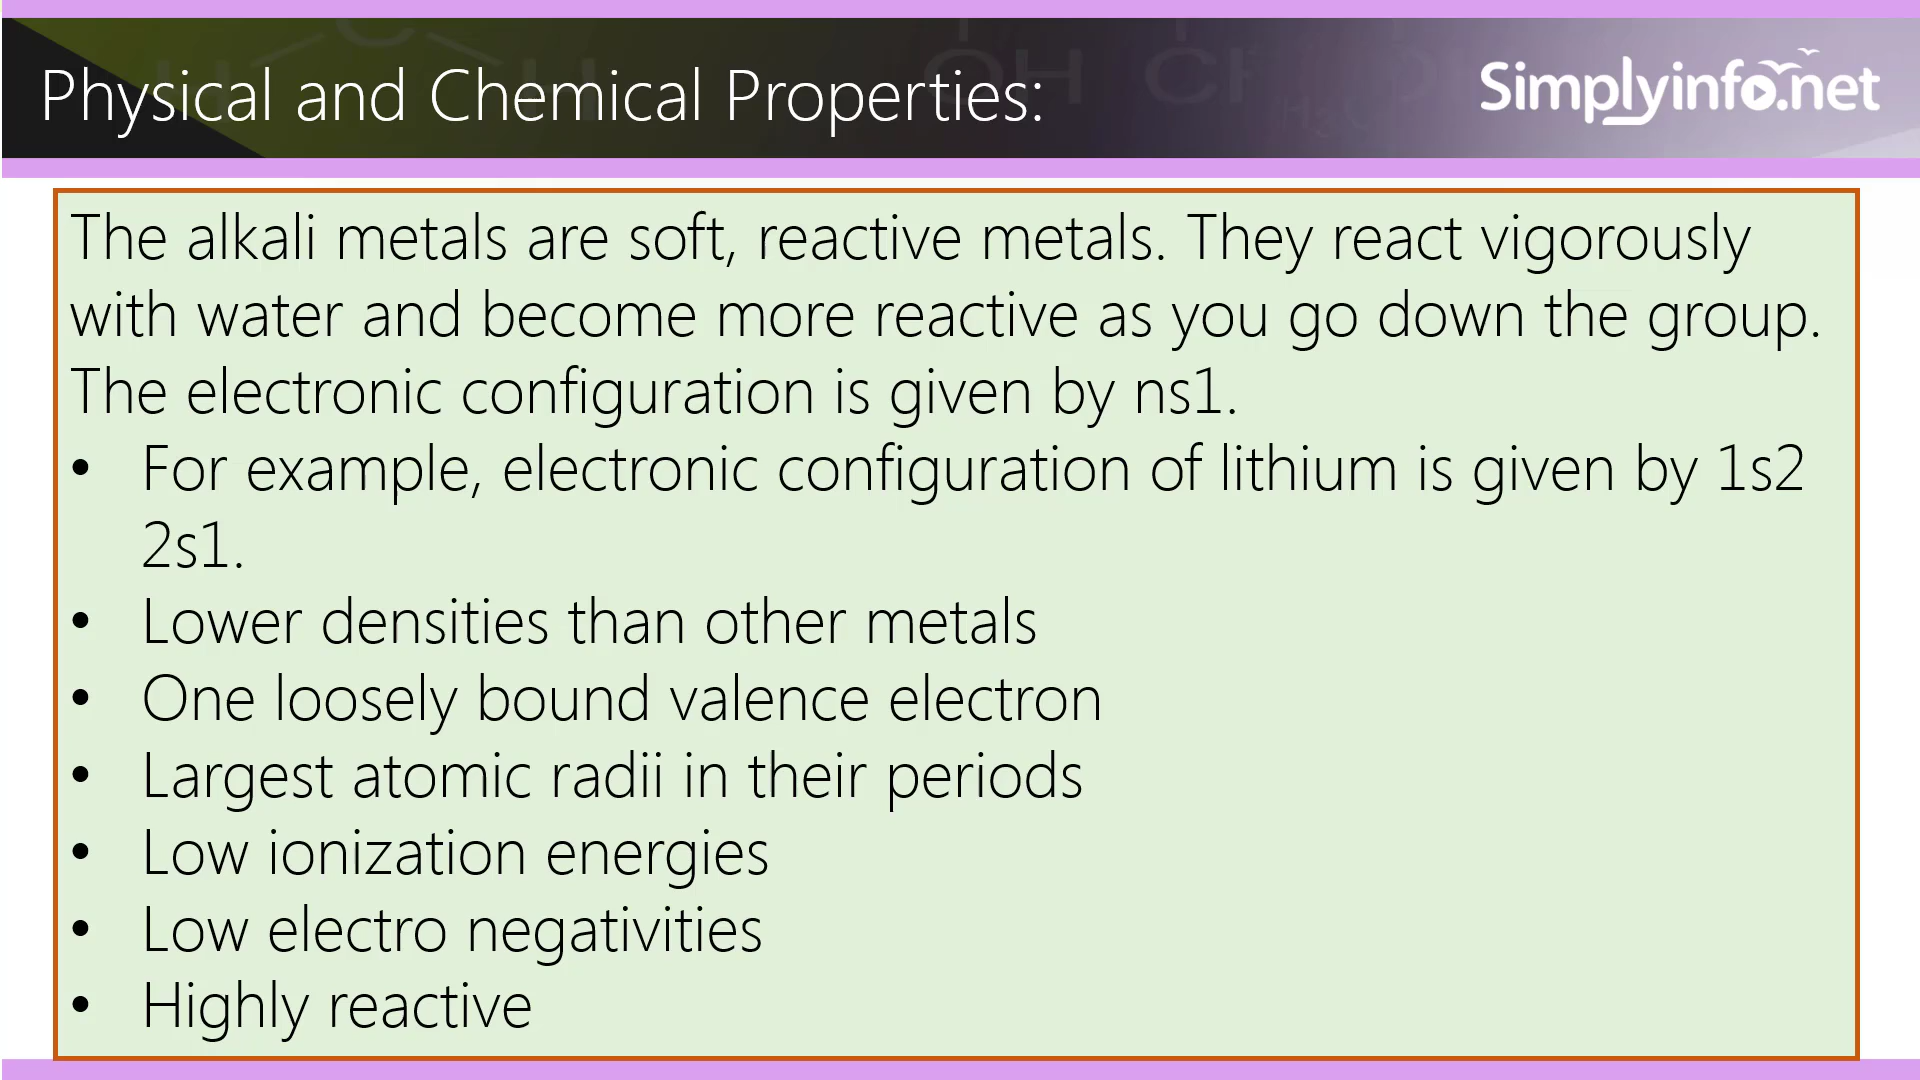 Physical and Chemical Properties:
Simplyinfo.net
The alkali metals are soft, reactive metals. They react vigorously
with water and become more reactive as you go down the group.
The electronic configuration is given by ns1.
• For example, electronic configuration of lithium is given by 1s2
2s1.
• Lower densities than other metals
• One loosely bound valence electron
• Largest atomic radii in their periods
• Low ionization energies
• Low electro negativities
• Highly reactive